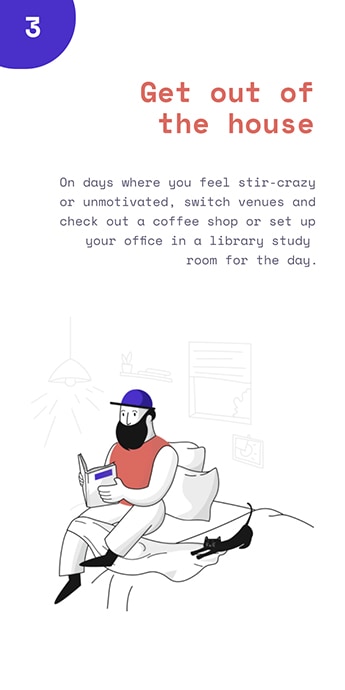 3
Get out of
the house
On days where you feel stir-crazy
or unmotivated, switch venues and
check out a coffee shop or set up
your office in a library study
room for the day.